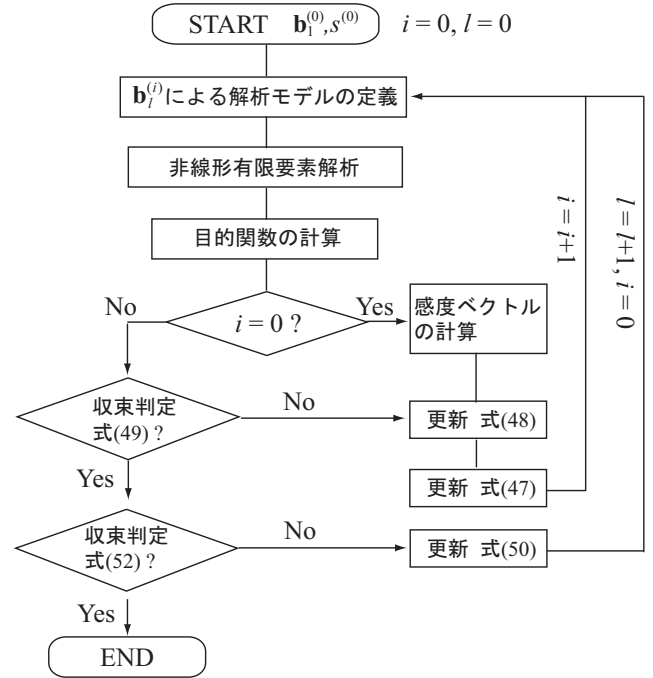 START b₁⁽⁰⁾,s⁽⁰⁾ i = 0, l = 0
bₗ⁽ⁱ⁾による解析モデルの定義
非線形有限要素解析
目的関数の計算
i = 0 ?
No
Yes
感度ベクトル
の計算
i = i+1
l = l+1, i = 0
収束判定
式(49) ?
No
更新 式(48)
Yes
更新 式(47)
収束判定
式(52) ?
No
更新 式(50)
Yes
END